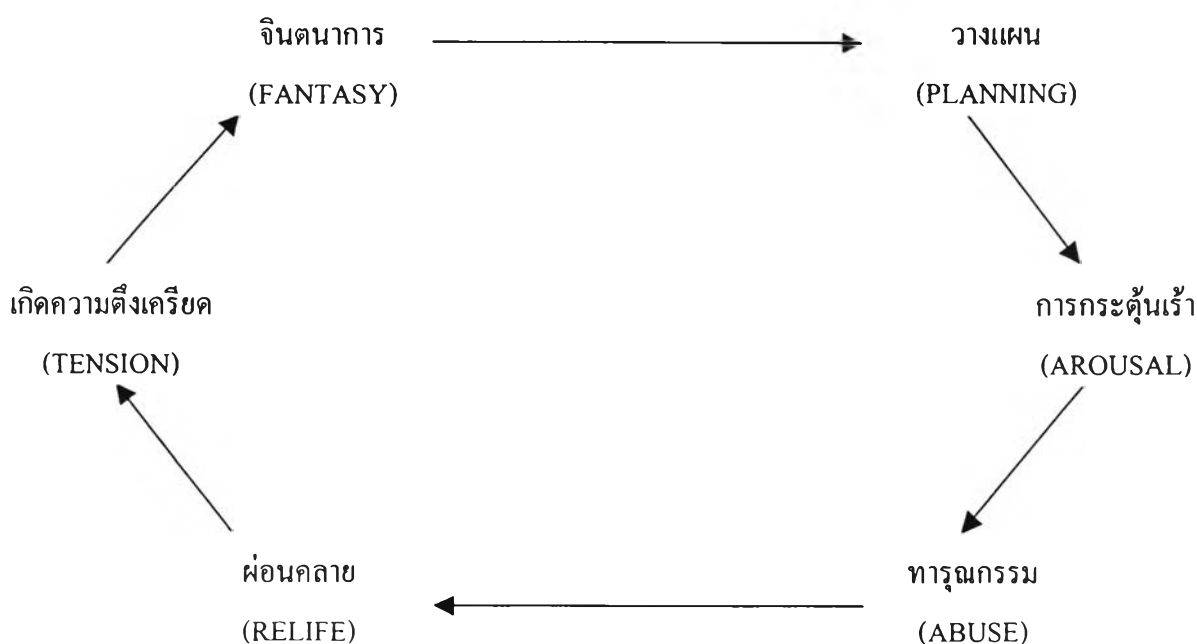 จินตนาการ
(FANTASY)
วางแผน
(PLANNING)
เกิดความตึงเครียด
(TENSION)
การกระตุ้นเร้า
(AROUSAL)
ผ่อนคลาย
(RELIFE)
ทารุณกรรม
(ABUSE)